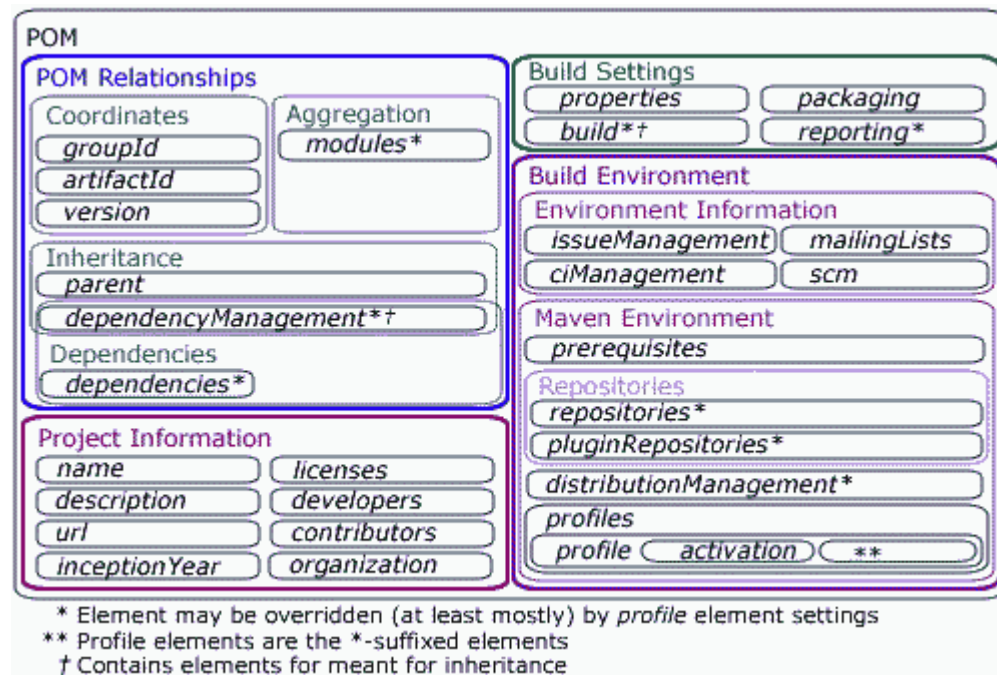 POM
POM Relationships
Coordinates
groupId
artifactId
version
Aggregation
modules*
Inheritance
parent
dependencyManagement*†
Dependencies
dependencies*
Project Information
name
licenses
description
developers
url
contributors
inceptionYear
organization
Build Settings
properties
packaging
build*†
reporting*
Build Environment
Environment Information
issueManagement
mailingLists
ciManagement
scm
Maven Environment
prerequisites
Repositories
repositories*
pluginRepositories*
distributionManagement*
profiles
profile activation **
* Element may be overridden (at least mostly) by profile element settings
** Profile elements are the *-suffixed elements
† Contains elements for meant for inheritance